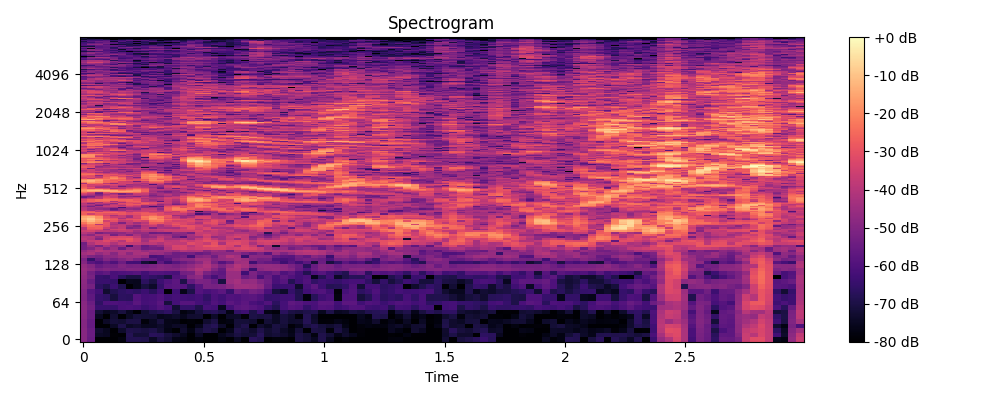 Spectrogram
Hz
4096
2048
1024
512
256
128
64
0
0
0.5
1
1.5
2
2.5
Time
+0 dB
-10 dB
-20 dB
-30 dB
-40 dB
-50 dB
-60 dB
-70 dB
-80 dB